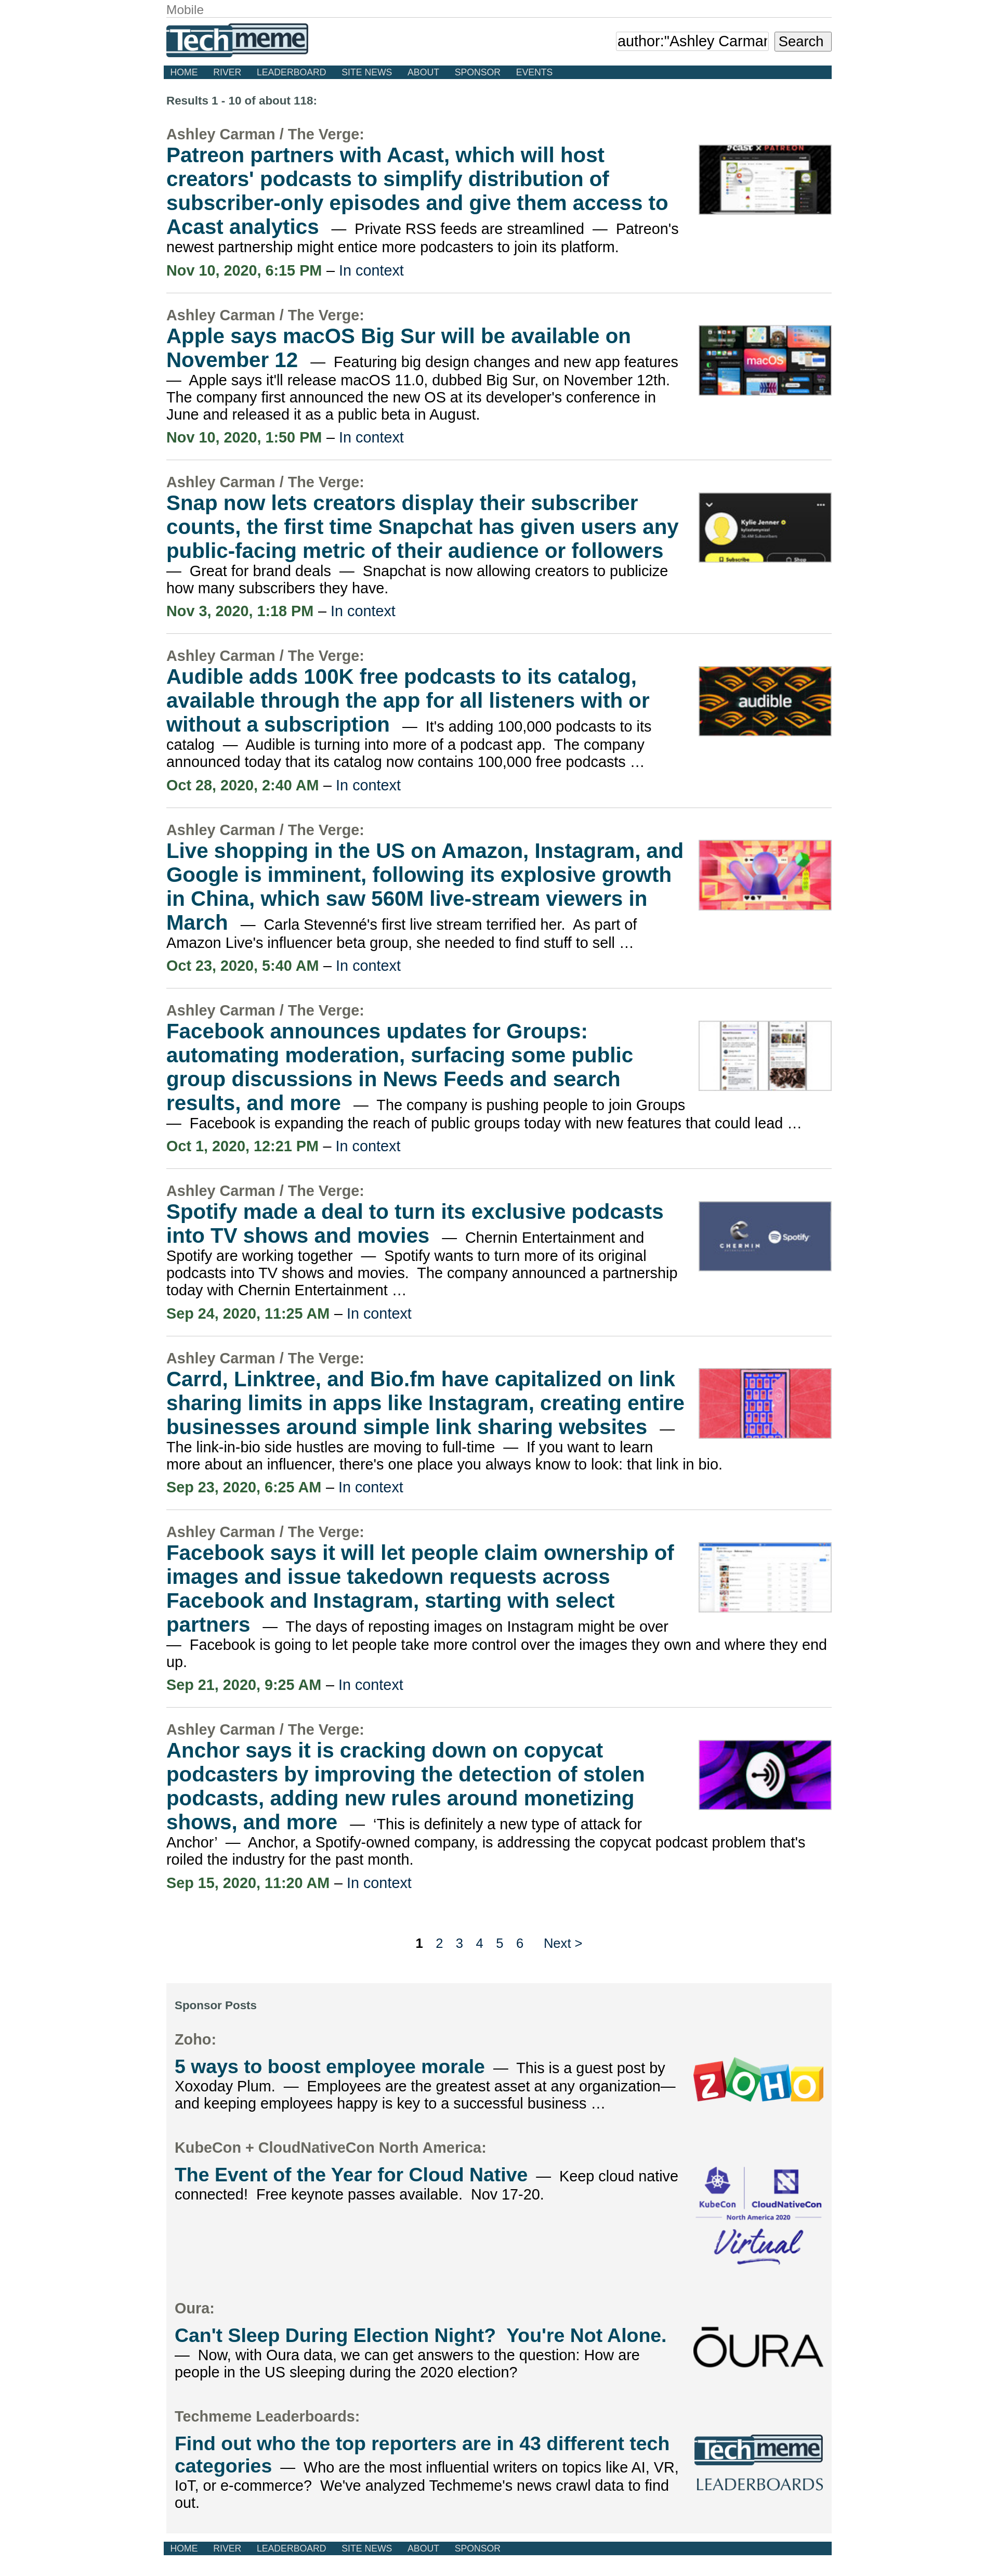 Mobile
Techmeme
author:"Ashley Carmar
Search
HOME RIVER LEADERBOARD SITE NEWS ABOUT SPONSOR EVENTS
Results 1 - 10 of about 118:
Ashley Carman / The Verge:
Patreon partners with Acast, which will host
creators' podcasts to simplify distribution of
subscriber-only episodes and give them access to
Acast analytics — Private RSS feeds are streamlined — Patreon's
newest partnership might entice more podcasters to join its platform.
Nov 10, 2020, 6:15 PM – In context
Ashley Carman / The Verge:
Apple says macOS Big Sur will be available on
November 12 — Featuring big design changes and new app features
— Apple says it'll release macOS 11.0, dubbed Big Sur, on November 12th.
The company first announced the new OS at its developer's conference in
June and released it as a public beta in August.
macOS
Nov 10, 2020, 1:50 PM – In context
Ashley Carman / The Verge:
Snap now lets creators display their subscriber
counts, the first time Snapchat has given users any
public-facing metric of their audience or followers
— Great for brand deals — Snapchat is now allowing creators to publicize
how many subscribers they have.
Kylie Jenner
Subscribe
Shop
Nov 3, 2020, 1:18 PM – In context
Ashley Carman / The Verge:
Audible adds 100K free podcasts to its catalog,
available through the app for all listeners with or
without a subscription — It's adding 100,000 podcasts to its
catalog — Audible is turning into more of a podcast app. The company
announced today that its catalog now contains 100,000 free podcasts …
audible
Oct 28, 2020, 2:40 AM – In context
Ashley Carman / The Verge:
Live shopping in the US on Amazon, Instagram, and
Google is imminent, following its explosive growth
in China, which saw 560M live-stream viewers in
March — Carla Stevenné's first live stream terrified her. As part of
Amazon Live's influencer beta group, she needed to find stuff to sell …
Oct 23, 2020, 5:40 AM – In context
Ashley Carman / The Verge:
Facebook announces updates for Groups:
automating moderation, surfacing some public
group discussions in News Feeds and search
results, and more — The company is pushing people to join Groups
— Facebook is expanding the reach of public groups today with new features that could lead …
Oct 1, 2020, 12:21 PM – In context
Ashley Carman / The Verge:
Spotify made a deal to turn its exclusive podcasts
into TV shows and movies — Chernin Entertainment and
Spotify are working together — Spotify wants to turn more of its original
podcasts into TV shows and movies. The company announced a partnership
today with Chernin Entertainment …
CHERNIN
Spotify
Sep 24, 2020, 11:25 AM – In context
Ashley Carman / The Verge:
Carrd, Linktree, and Bio.fm have capitalized on link
sharing limits in apps like Instagram, creating entire
businesses around simple link sharing websites —
The link-in-bio side hustles are moving to full-time — If you want to learn
more about an influencer, there's one place you always know to look: that link in bio.
Sep 23, 2020, 6:25 AM – In context
Ashley Carman / The Verge:
Facebook says it will let people claim ownership of
images and issue takedown requests across
Facebook and Instagram, starting with select
partners — The days of reposting images on Instagram might be over
— Facebook is going to let people take more control over the images they own and where they end
up.
Sep 21, 2020, 9:25 AM – In context
Ashley Carman / The Verge:
Anchor says it is cracking down on copycat
podcasters by improving the detection of stolen
podcasts, adding new rules around monetizing
shows, and more — ‘This is definitely a new type of attack for
Anchor’ — Anchor, a Spotify-owned company, is addressing the copycat podcast problem that's
roiled the industry for the past month.
Sep 15, 2020, 11:20 AM – In context
1 2 3 4 5 6 Next >
Sponsor Posts
Zoho:
5 ways to boost employee morale — This is a guest post by
Xoxoday Plum. — Employees are the greatest asset at any organization—
and keeping employees happy is key to a successful business …
ZOHO
KubeCon + CloudNativeCon North America:
The Event of the Year for Cloud Native — Keep cloud native
connected! Free keynote passes available. Nov 17-20.
KubeCon CloudNativeCon
North America 2020
Virtual
Oura:
Can't Sleep During Election Night? You're Not Alone.
— Now, with Oura data, we can get answers to the question: How are
people in the US sleeping during the 2020 election?
ŌURA
Techmeme Leaderboards:
Find out who the top reporters are in 43 different tech
categories — Who are the most influential writers on topics like AI, VR,
IoT, or e-commerce? We've analyzed Techmeme's news crawl data to find
out.
Techmeme
LEADERBOARDS
HOME RIVER LEADERBOARD SITE NEWS ABOUT SPONSOR